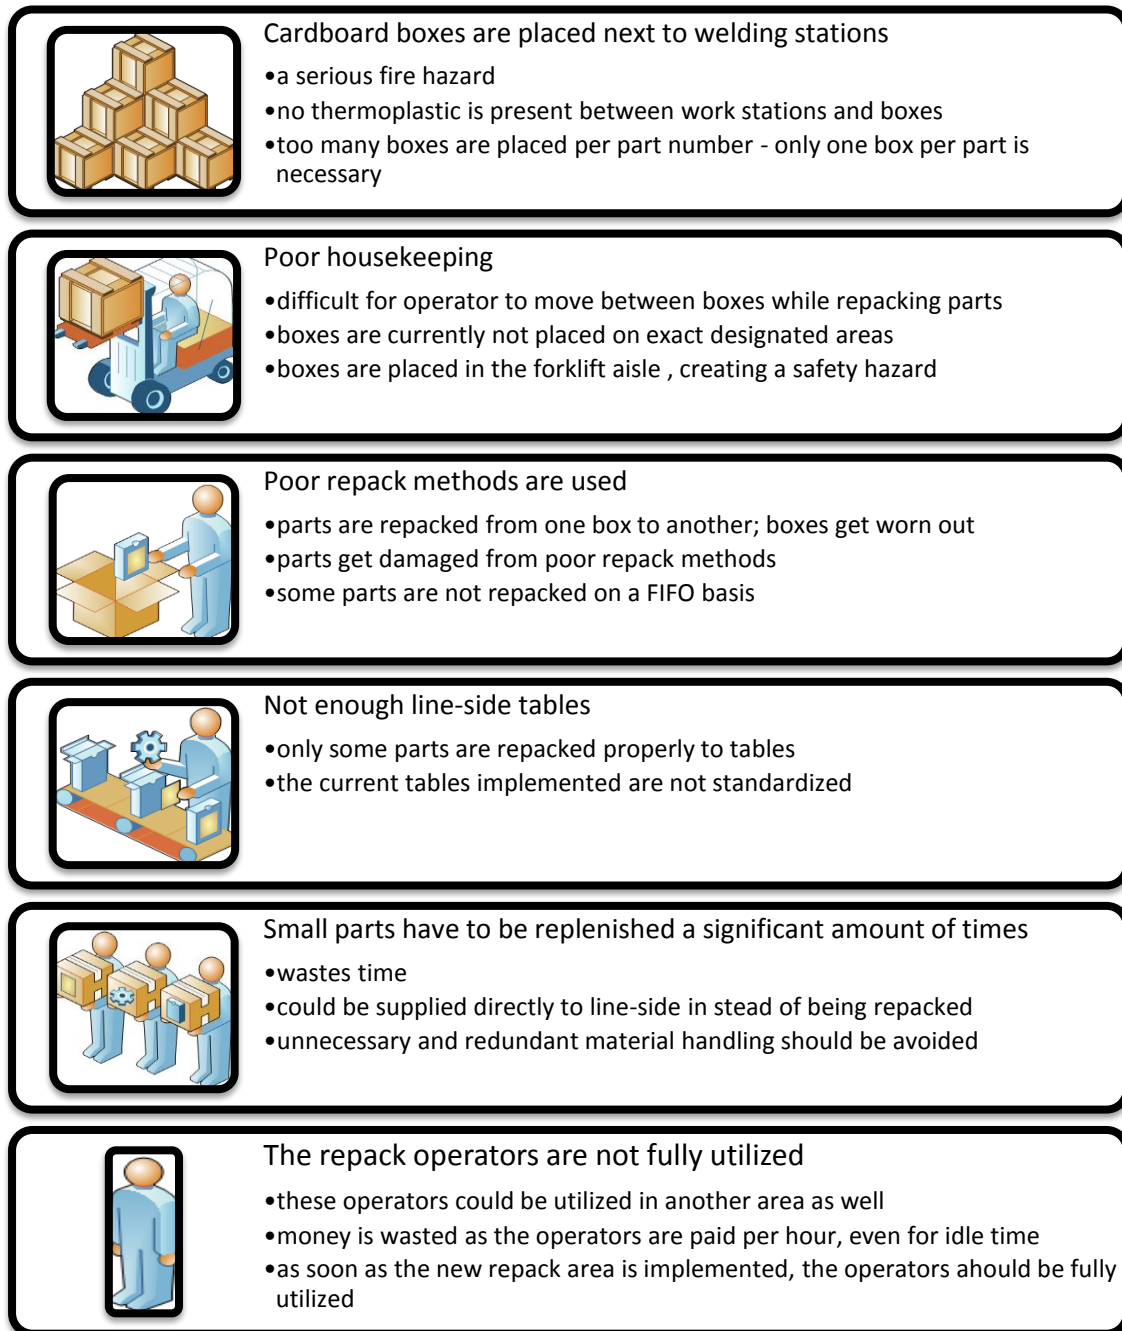 Cardboard boxes are placed next to welding stations
•a serious fire hazard
•no thermoplastic is present between work stations and boxes
•too many boxes are placed per part number - only one box per part is
necessary
Poor housekeeping
•difficult for operator to move between boxes while repacking parts
•boxes are currently not placed on exact designated areas
•boxes are placed in the forklift aisle , creating a safety hazard
Poor repack methods are used
•parts are repacked from one box to another; boxes get worn out
•parts get damaged from poor repack methods
•some parts are not repacked on a FIFO basis
Not enough line-side tables
•only some parts are repacked properly to tables
•the current tables implemented are not standardized
Small parts have to be replenished a significant amount of times
•wastes time
•could be supplied directly to line-side in stead of being repacked
•unnecessary and redundant material handling should be avoided
The repack operators are not fully utilized
•these operators could be utilized in another area as well
•money is wasted as the operators are paid per hour, even for idle time
•as soon as the new repack area is implemented, the operators ahould be fully
utilized